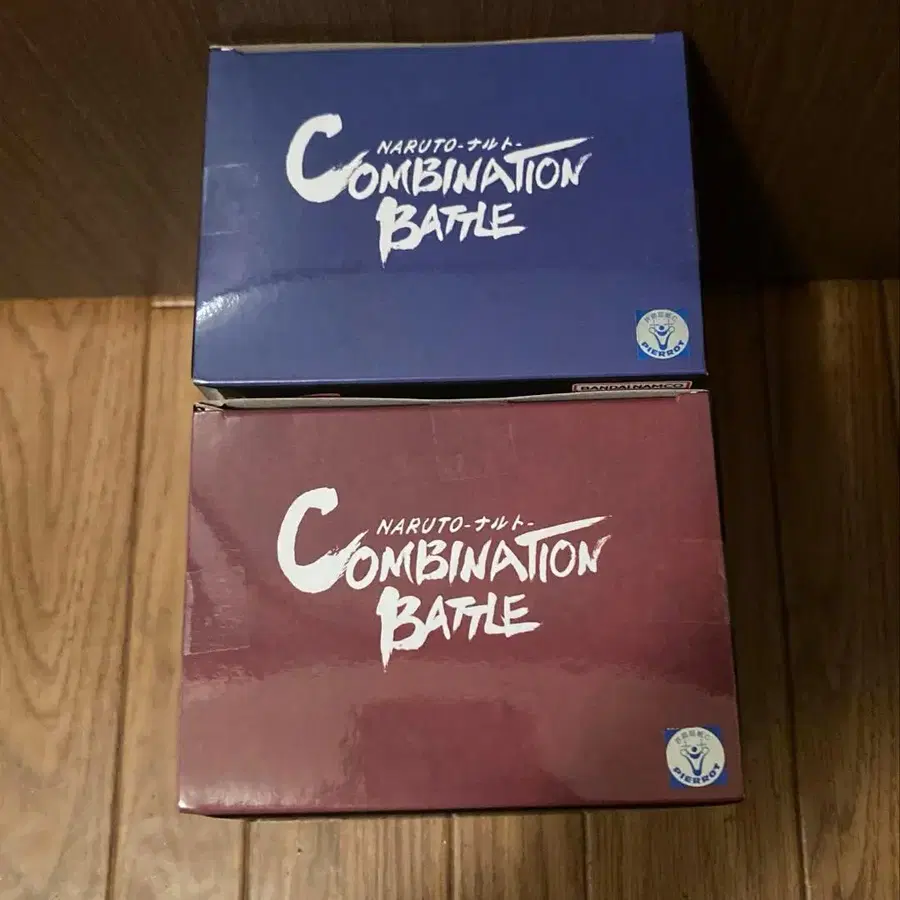 NARUTO-ナルト-
COMBINATION
BATTLE
PIERROT
BANDAI NAMCO
NARUTO-ナルト-
COMBINATION
BATTLE
PIERROT